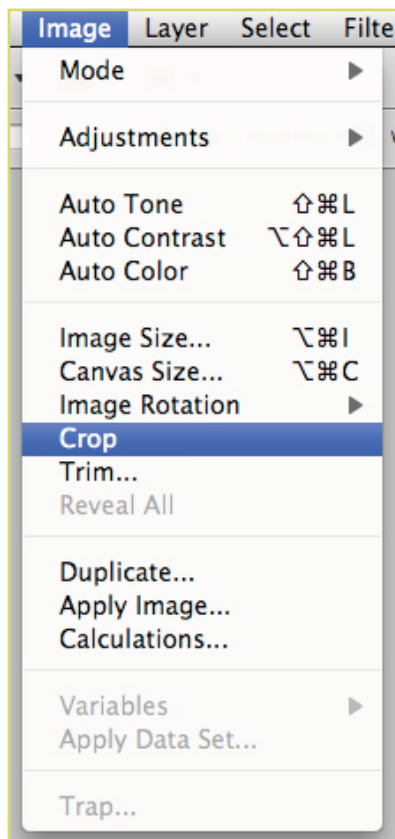 Image Layer Select Filte
Mode ▶
Adjustments ▶
Auto Tone ⇧⌘L
Auto Contrast ⌥⇧⌘L
Auto Color ⇧⌘B
Image Size... ⌥⌘I
Canvas Size... ⌥⌘C
Image Rotation ▶
Crop
Trim...
Reveal All
Duplicate...
Apply Image...
Calculations...
Variables ▶
Apply Data Set...
Trap...